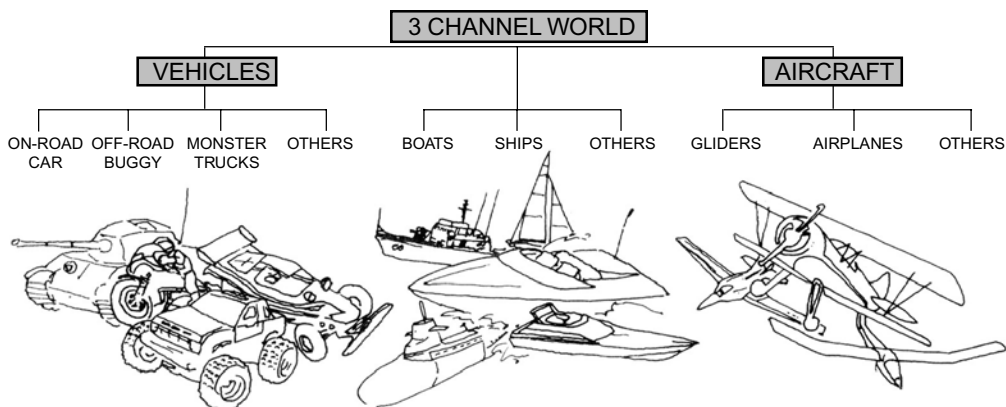 3 CHANNEL WORLD
VEHICLES
AIRCRAFT
ON-ROAD
CAR
OFF-ROAD
BUGGY
MONSTER
TRUCKS
OTHERS
BOATS
SHIPS
OTHERS
GLIDERS
AIRPLANES
OTHERS